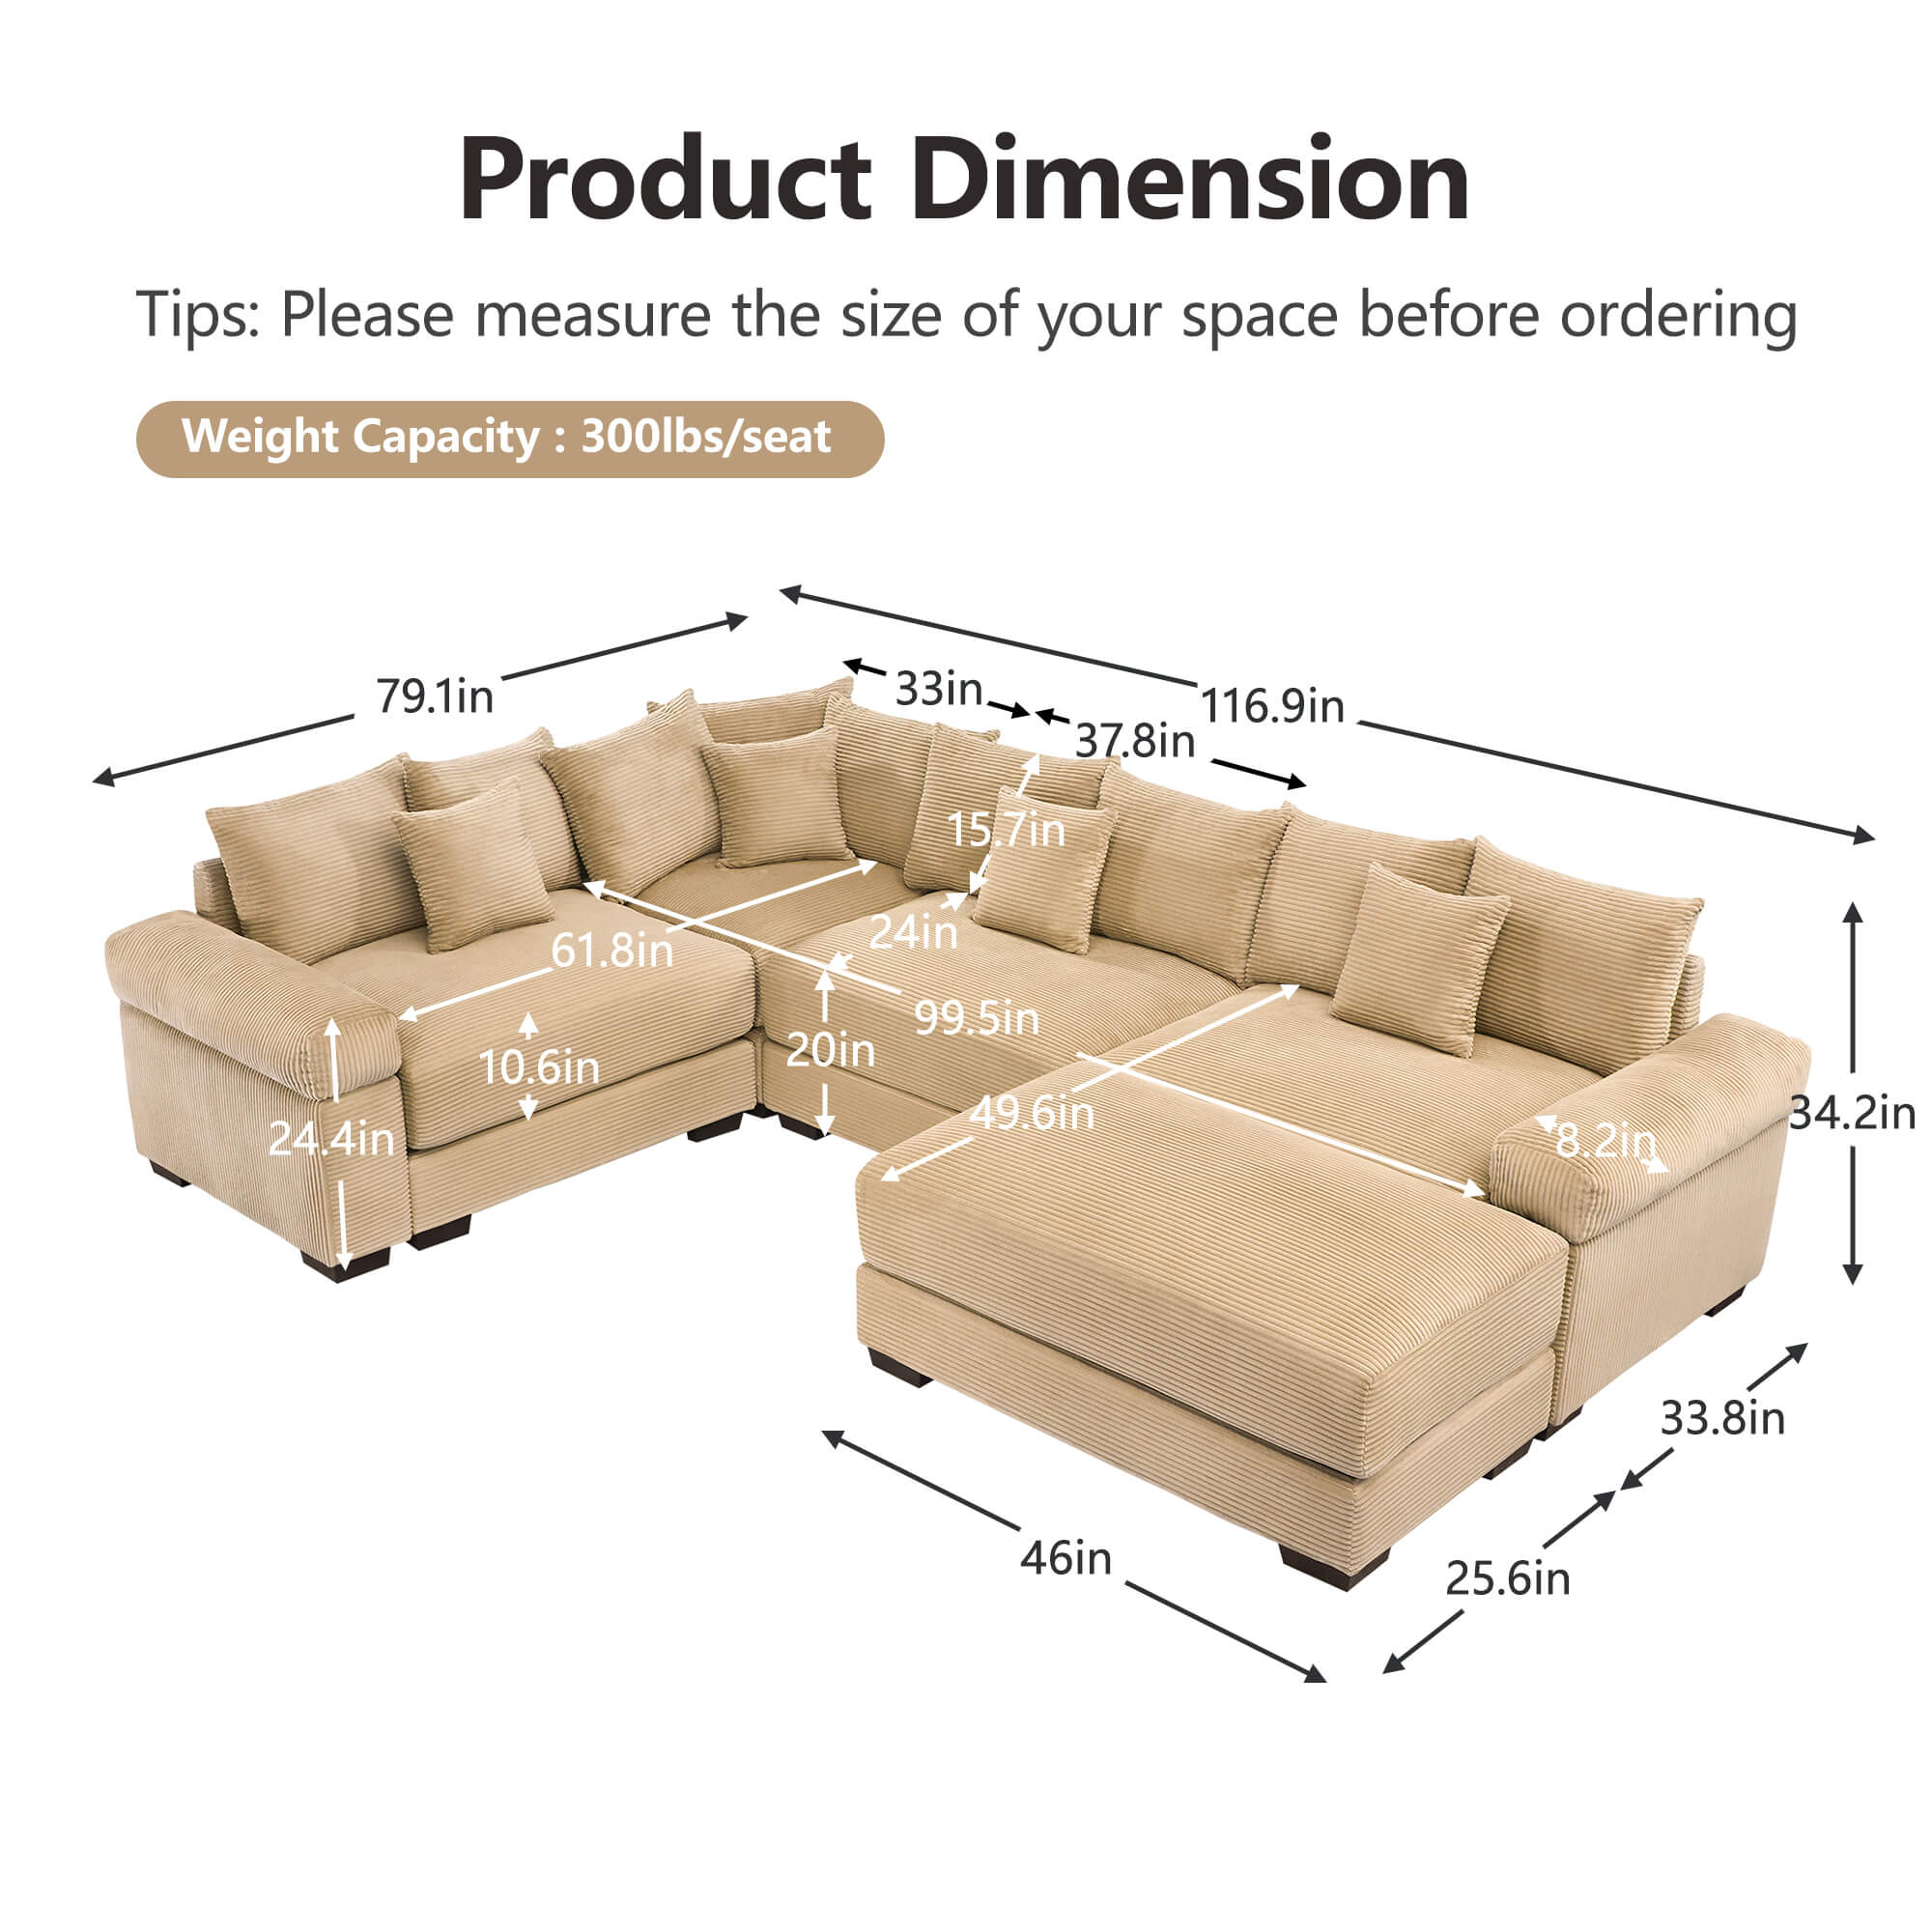 Product Dimension
Tips: Please measure the size of your space before ordering
Weight Capacity : 300lbs/seat
79.1in
33in
116.9in
37.8in
15.7in
24in
61.8in
99.5in
20in
10.6in
49.6in
24.4in
8.2in
34.2in
33.8in
46in
25.6in